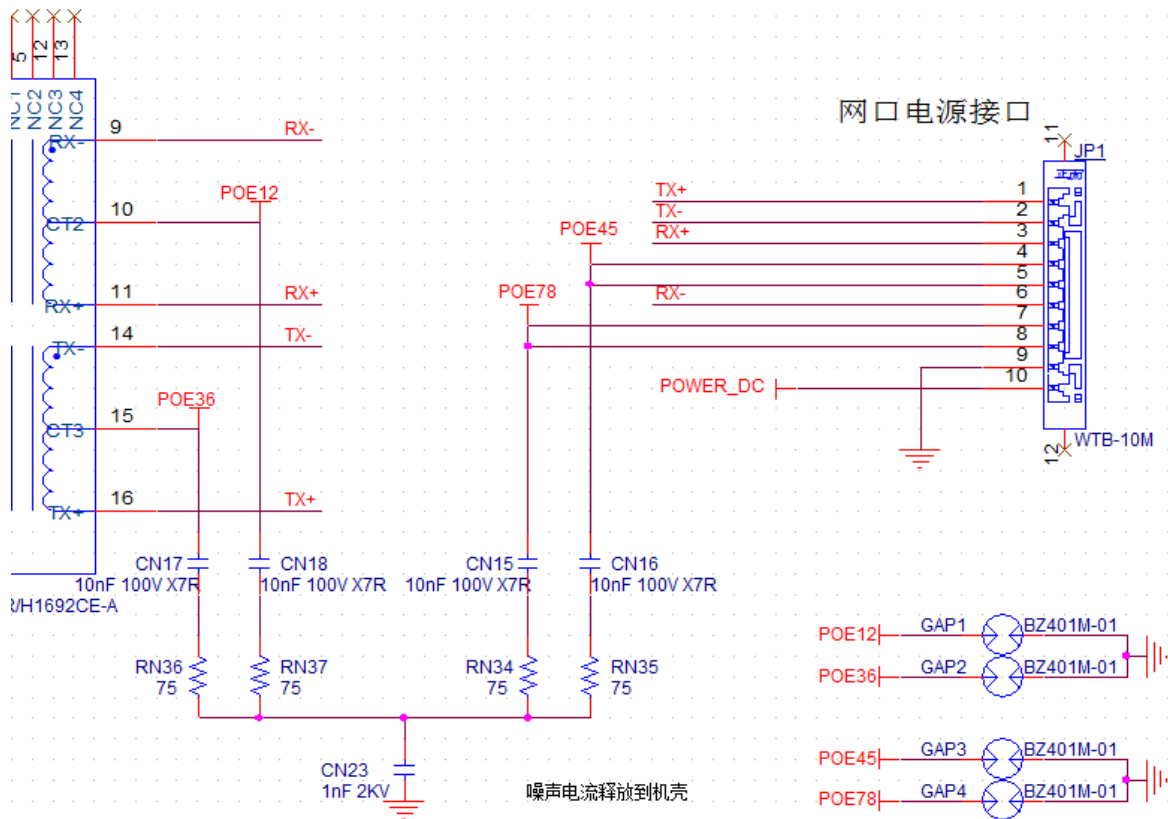 5
12
13
NC1
NC2
NC3
NC4
RX-
9
RX-
POE12
CT2
10
RX+
11
RX+
TX-
14
TX-
POE36
CT3
15
TX+
16
TX+
R/H1692CE-A
CN17
10nF 100V X7R
CN18
10nF 100V X7R
CN15
10nF 100V X7R
CN16
10nF 100V X7R
RN36
75
RN37
75
RN34
75
RN35
75
CN23
1nF 2KV
噪声电流释放到机壳
网口电源接口
11
JP1
正面
TX+
1
TX-
2
RX+
3
POE45
4
5
POE78
RX-
6
7
8
9
POWER_DC
10
12
WTB-10M
POE12
GAP1
BZ401M-01
POE36
GAP2
BZ401M-01
POE45
GAP3
BZ401M-01
POE78
GAP4
BZ401M-01